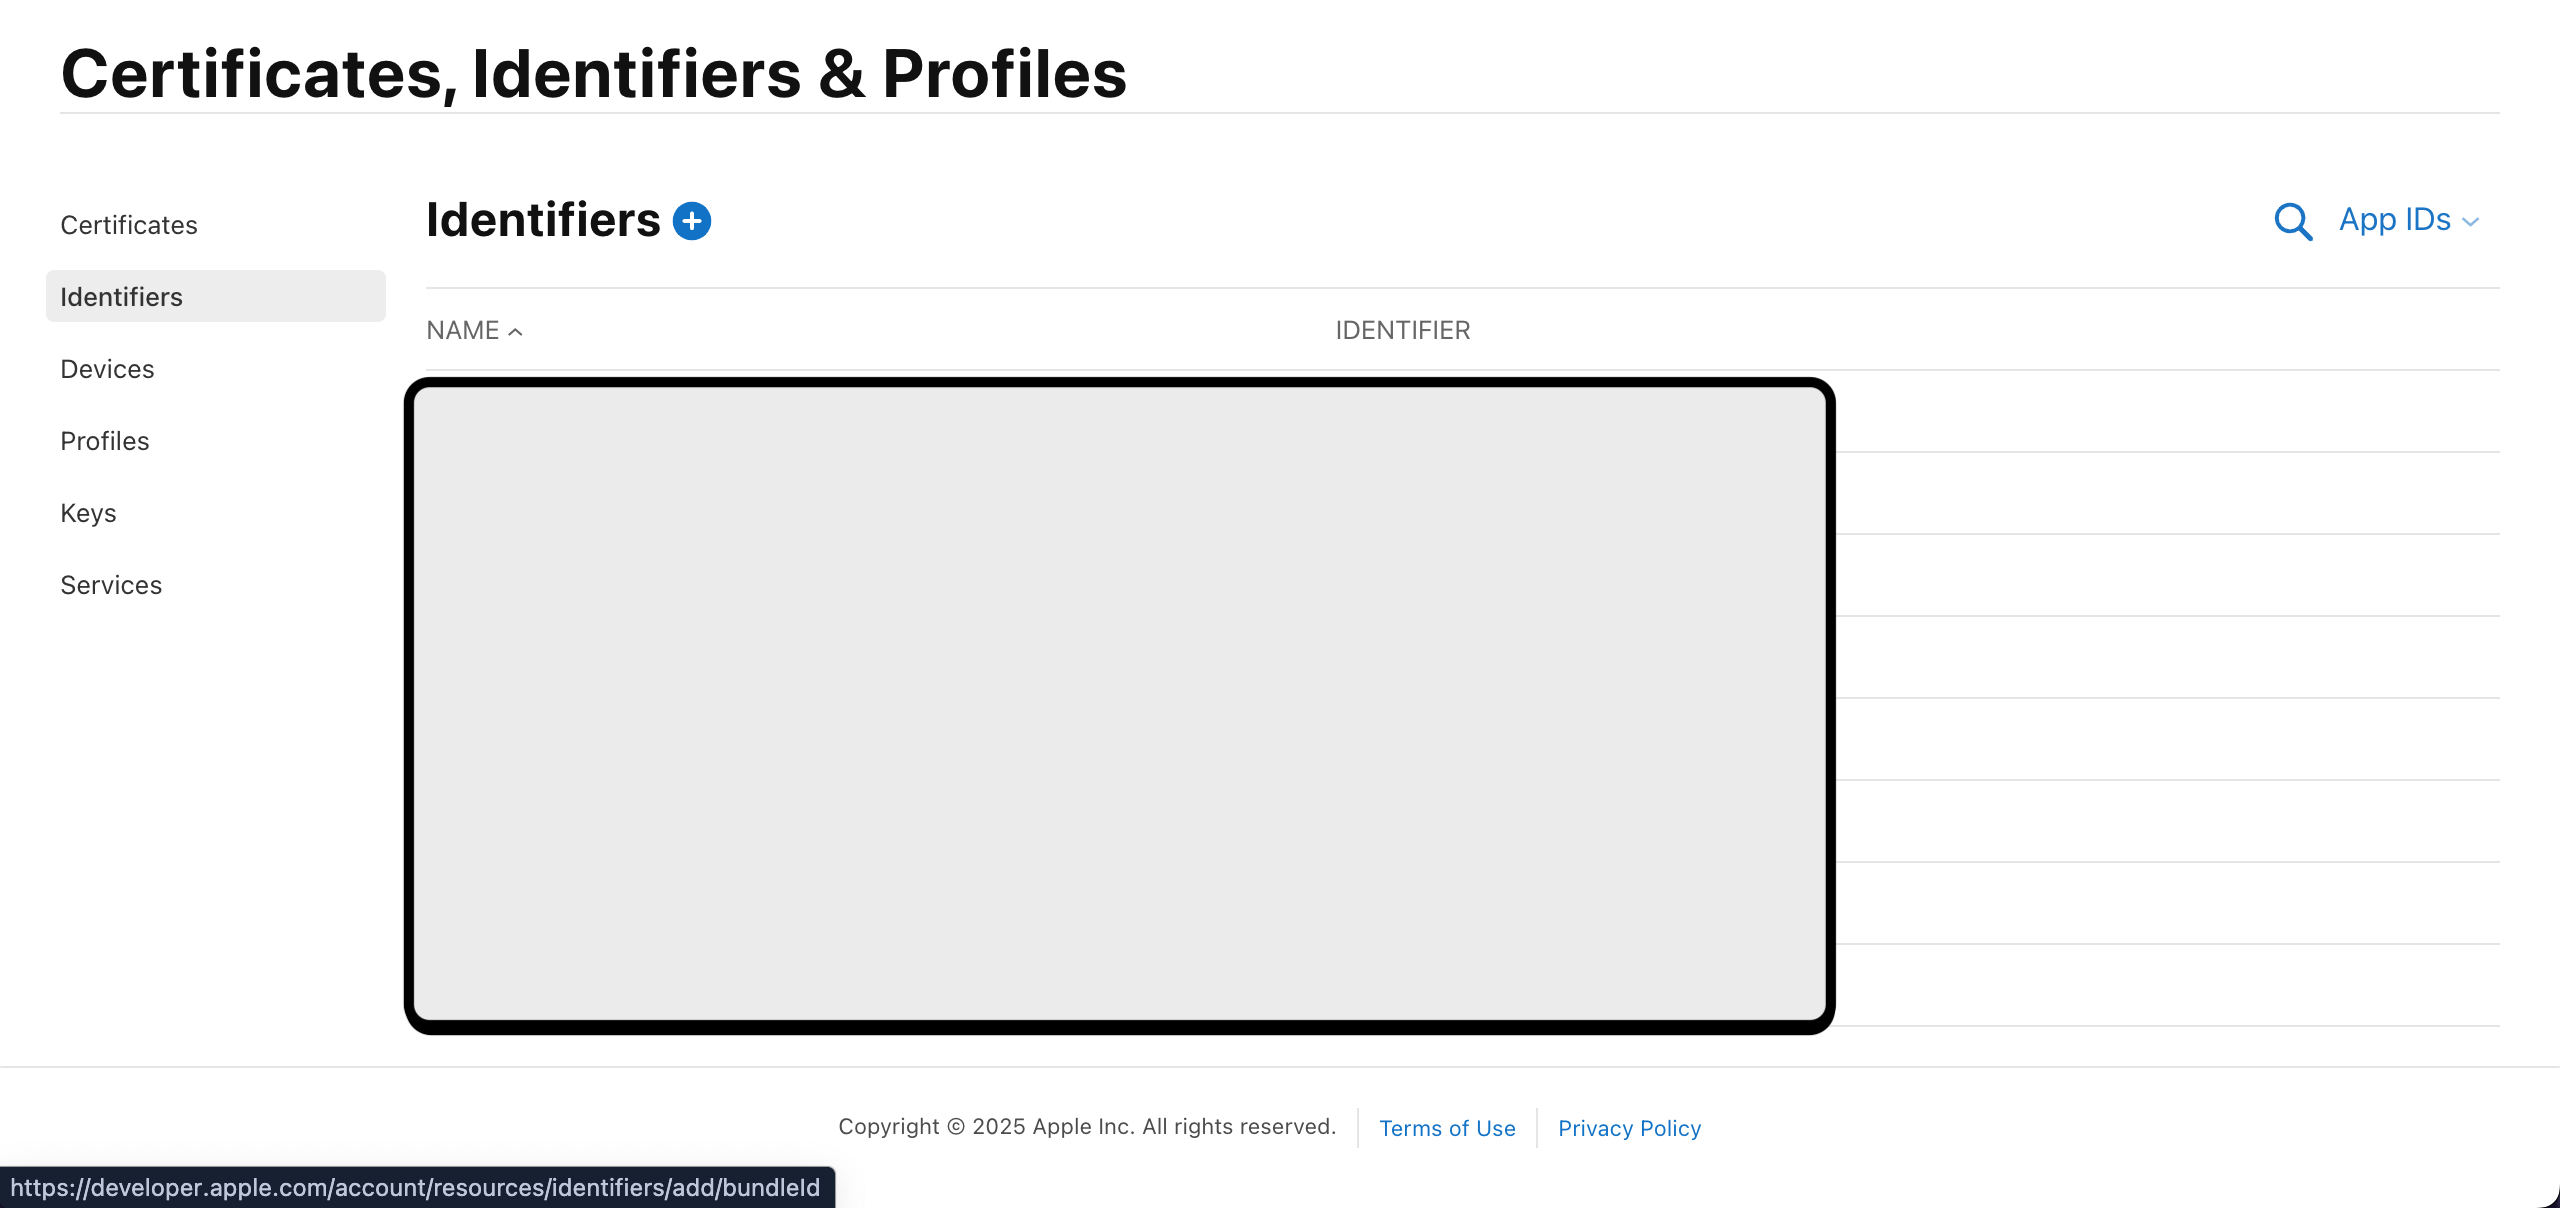 Certificates, Identifiers & Profiles
Certificates
Identifiers
Devices
Profiles
Keys
Services
Identifiers
App IDs
NAME
IDENTIFIER
Copyright © 2025 Apple Inc. All rights reserved.
Terms of Use
Privacy Policy
https://developer.apple.com/account/resources/identifiers/add/bundleId